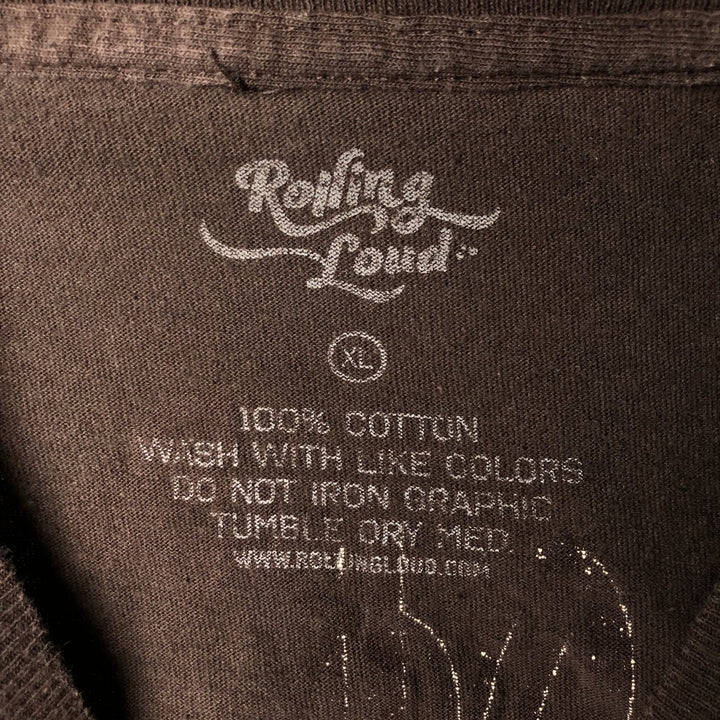 Rolling
Loud
XL
100% COTTON
WASH WITH LIKE COLORS
DO NOT IRON GRAPHIC
TUMBLE DRY MED.
WWW.ROLLINGLOUD.COM